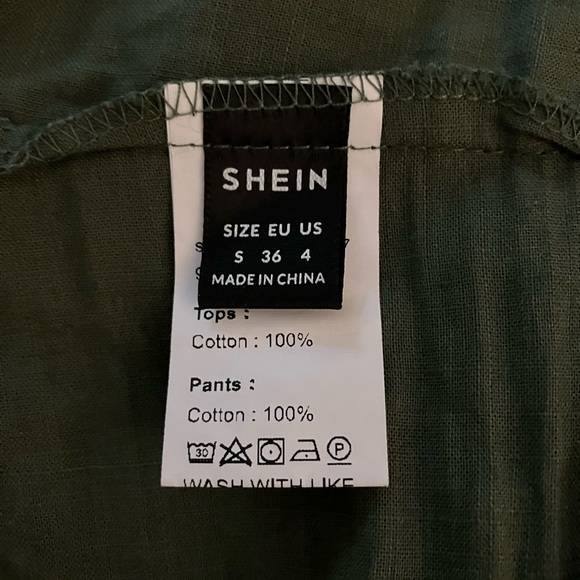 SHEIN
SIZE EU US
S 36 4
MADE IN CHINA
Tops :
Cotton : 100%
Pants :
Cotton : 100%
30 P
WASH WITH LIKE